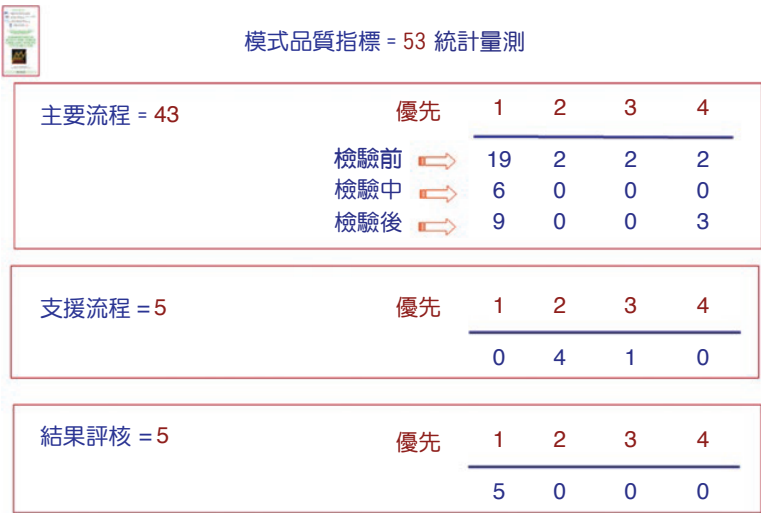 模式品質指標 = 53 統計量測
主要流程 = 43 優先 1 2 3 4
檢驗前 19 2 2 2
檢驗中 6 0 0 0
檢驗後 9 0 0 3
支援流程 = 5 優先 1 2 3 4
0 4 1 0
結果評核 = 5 優先 1 2 3 4
5 0 0 0